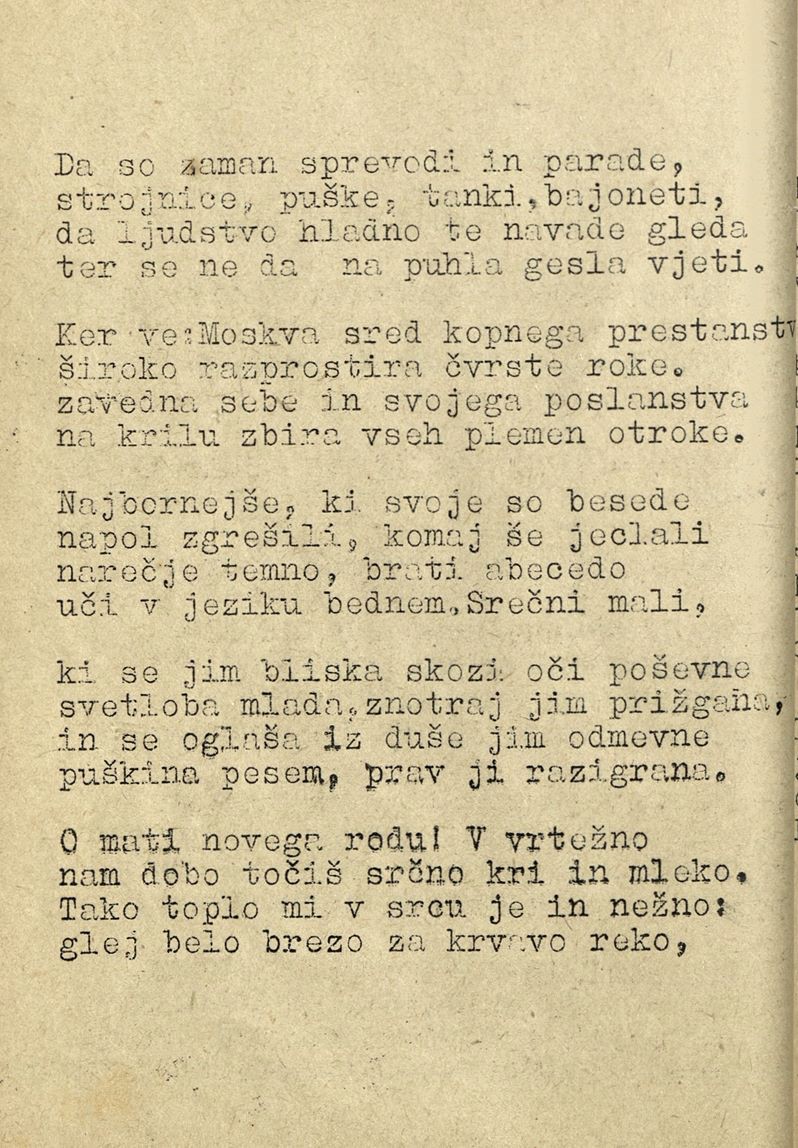 Da so zaman sprevodi in parade,
strojnice, puške, tanki,bajoneti,
da ljudstvo hladno te navade gleda
ter se ne da na puhla gesla vjeti.
Ker ve:Moskva sred kopnega prestanstv
široko razprostira čvrste roke.
zavedna sebe in svojega poslanstva
na krilu zbira vseh plemen otroke.
Najbornejše, ki svoje so besede
napol zgrešili, komaj še jeclali
narečje temno, brati abecedo
uči v jeziku bednem.Srečni mali,
ki se jim bliska skozi oči poševne
svetloba mlada,znotraj jim prižgana,
in se oglaša iz duše jim odmevne
puškina pesem, prav ji razigrana.
O mati novega rodu! V vrtežno
nam dobo točiš srčno kri in mleko.
Tako toplo mi v srcu je in nežno:
glej belo brezo za krvavo reko,